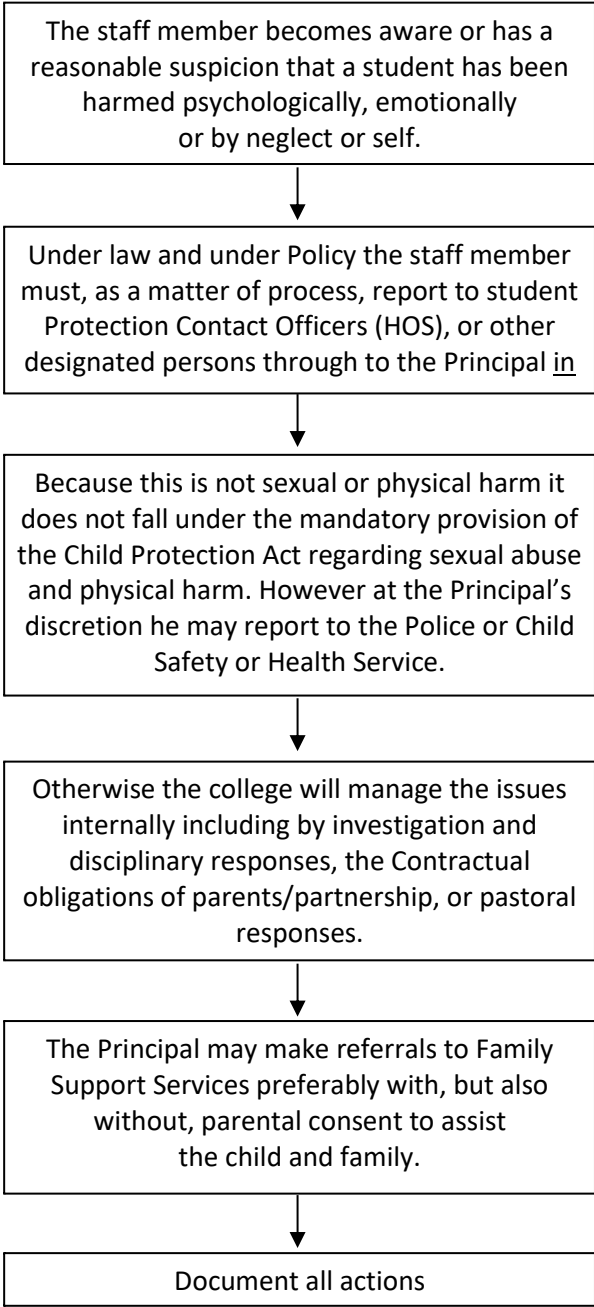 The staff member becomes aware or has a
reasonable suspicion that a student has been
harmed psychologically, emotionally
or by neglect or self.
Under law and under Policy the staff member
must, as a matter of process, report to student
Protection Contact Officers (HOS), or other
designated persons through to the Principal in
Because this is not sexual or physical harm it
does not fall under the mandatory provision of
the Child Protection Act regarding sexual abuse
and physical harm. However at the Principal’s
discretion he may report to the Police or Child
Safety or Health Service.
Otherwise the college will manage the issues
internally including by investigation and
disciplinary responses, the Contractual
obligations of parents/partnership, or pastoral
responses.
The Principal may make referrals to Family
Support Services preferably with, but also
without, parental consent to assist
the child and family.
Document all actions